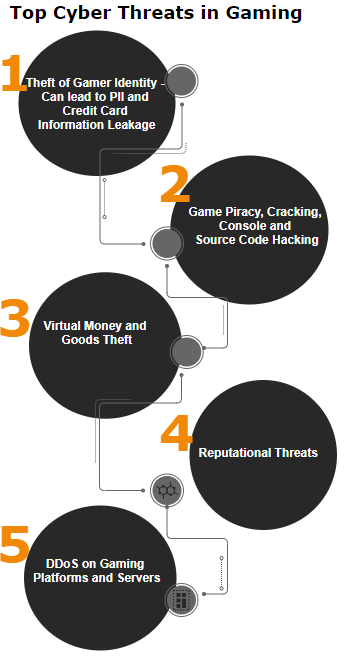 Top Cyber Threats in Gaming
1
Theft of Gamer Identity -
Can lead to PII and
Credit Card
Information Leakage
2
Game Piracy, Cracking,
Console and
Source Code Hacking
3
Virtual Money and
Goods Theft
4
Reputational Threats
5
DDoS on Gaming
Platforms and Servers